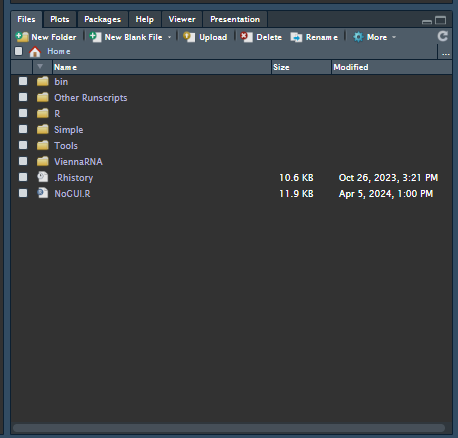 Files Plots Packages Help Viewer Presentation
New Folder New Blank File Upload Delete Rename More
Home ...
Name Size Modified
bin
Other Runscripts
R
Simple
Tools
ViennaRNA
.Rhistory 10.6 KB Oct 26, 2023, 3:21 PM
NoGUI.R 11.9 KB Apr 5, 2024, 1:00 PM